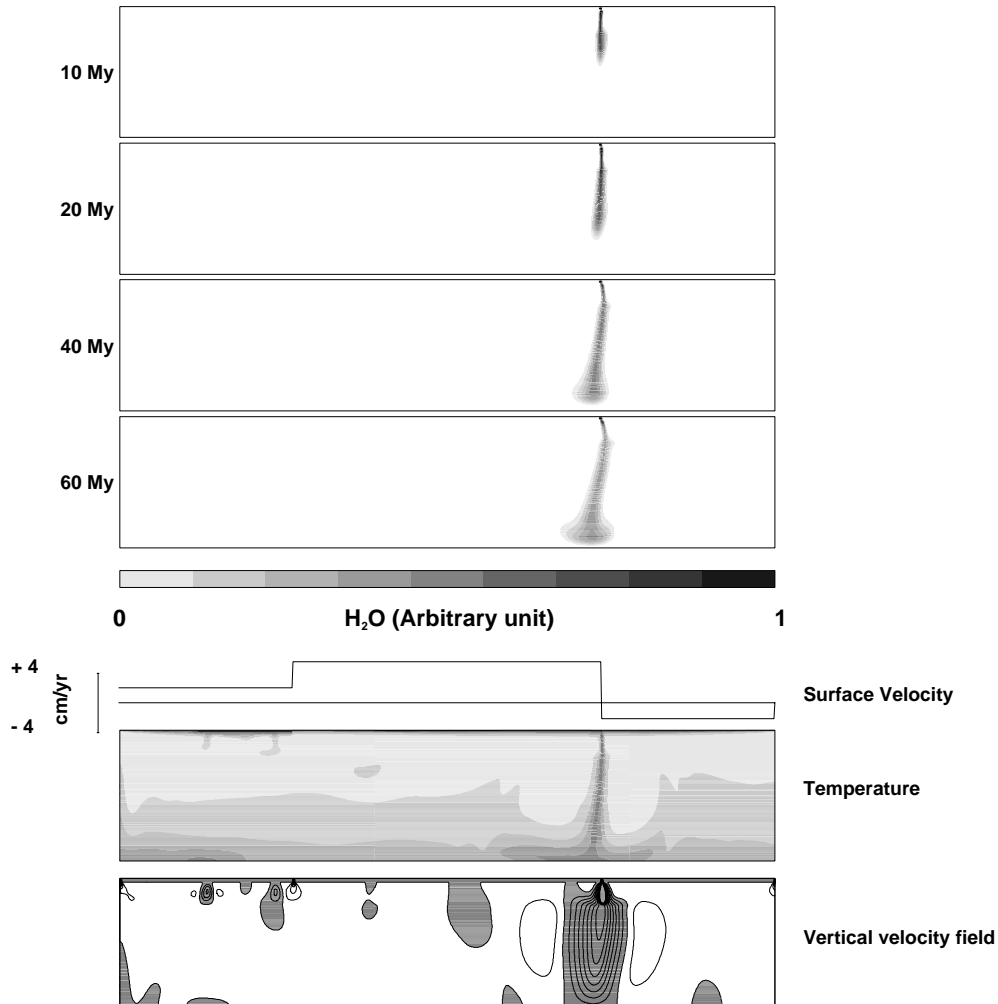 10 My
20 My
40 My
60 My
0 H₂O (Arbitrary unit) 1
+ 4
cm/yr
- 4
Surface Velocity
Temperature
Vertical velocity field